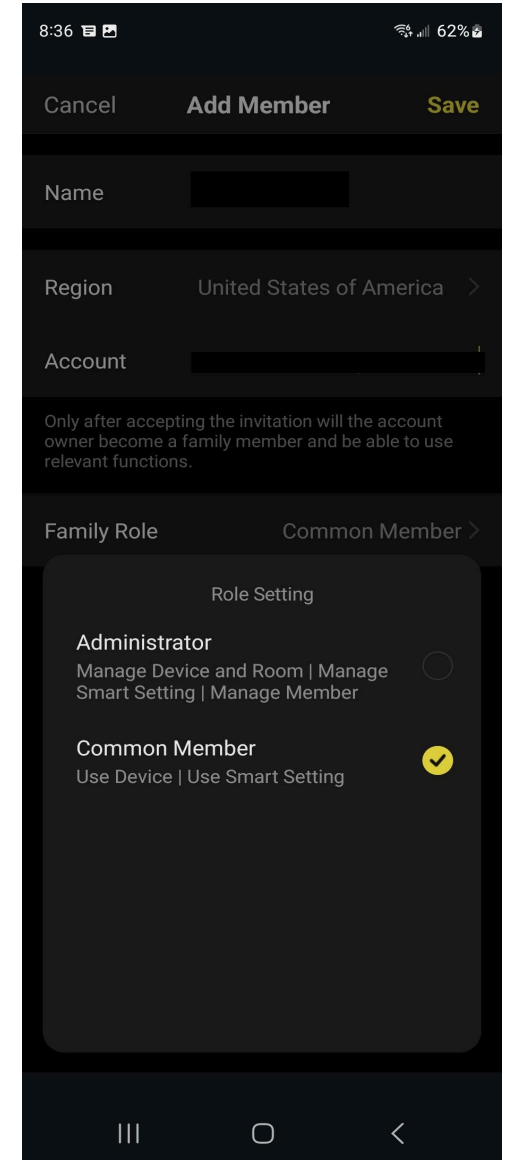 8:36 62%
Cancel Add Member Save
Name
Region United States of America
Account
Only after accepting the invitation will the account
owner become a family member and be able to use
relevant functions.
Family Role Common Member
Role Setting
Administrator
Manage Device and Room | Manage
Smart Setting | Manage Member
Common Member
Use Device | Use Smart Setting